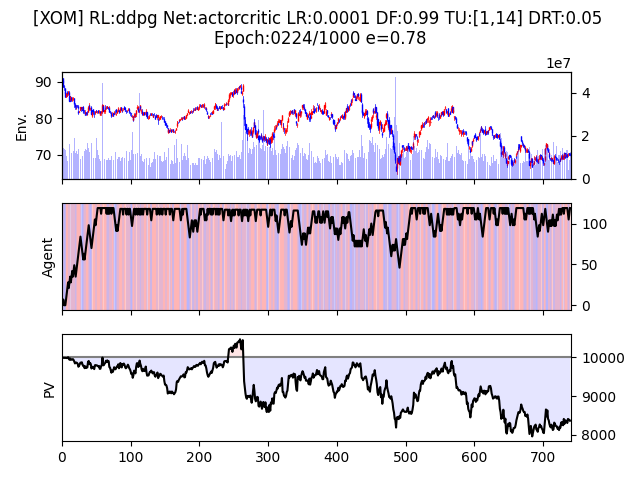 [XOM] RL:ddpg Net:actorcritic LR:0.0001 DF:0.99 TU:[1,14] DRT:0.05
Epoch:0224/1000 e=0.78
1e7
Env.
90
80
70
4
2
0
Agent
100
50
0
PV
10000
9000
8000
0 100 200 300 400 500 600 700